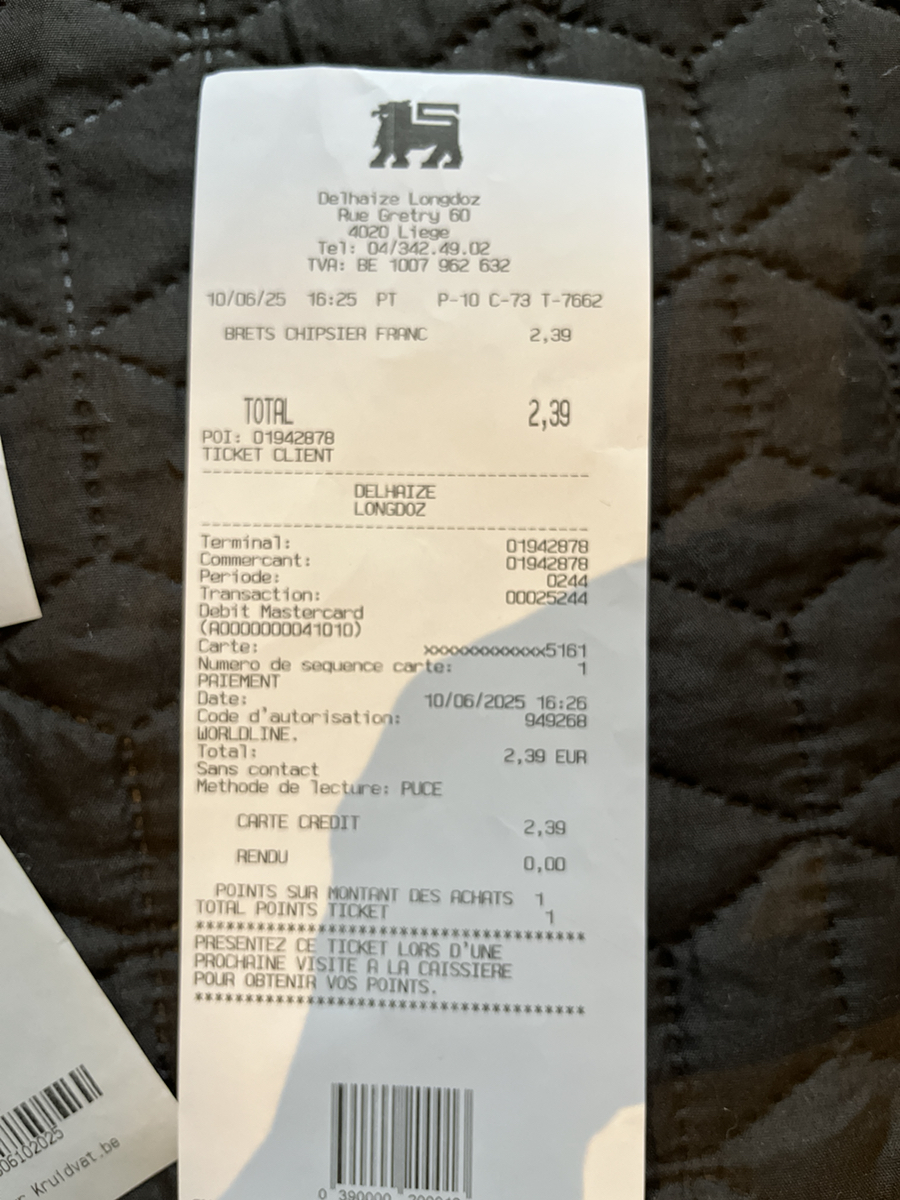 Delhaize Longdoz
Rue Gretry 60
4020 Liege
Tel: 04/342.49.02
TVA: BE 1007 962 632
10/06/25 16:25 PT P-10 C-73 T-7662
BRETS CHIPSIER FRANC 2,39
TOTAL 2,39
POI: 01942878
TICKET CLIENT
DELHAIZE
LONGDOZ
Terminal: 01942878
Commercant: 01942878
Periode: 0244
Transaction: 00025244
Debit Mastercard
(A0000000041010)
Carte: xxxxxxxxxxxxx5161
Numero de sequence carte: 1
PAIEMENT
Date: 10/06/2025 16:26
Code d'autorisation: 949268
WORLDLINE.
Total: 2,39 EUR
Sans contact
Methode de lecture: PUCE
CARTE CREDIT 2,39
RENDU 0,00
POINTS SUR MONTANT DES ACHATS 1
TOTAL POINTS TICKET 1
****************************************
PRESENTEZ CE TICKET LORS D'UNE
PROCHAINE VISITE A LA CAISSIERE
POUR OBTENIR VOS POINTS.
****************************************
0 390000
06102025
Kruidvat.be